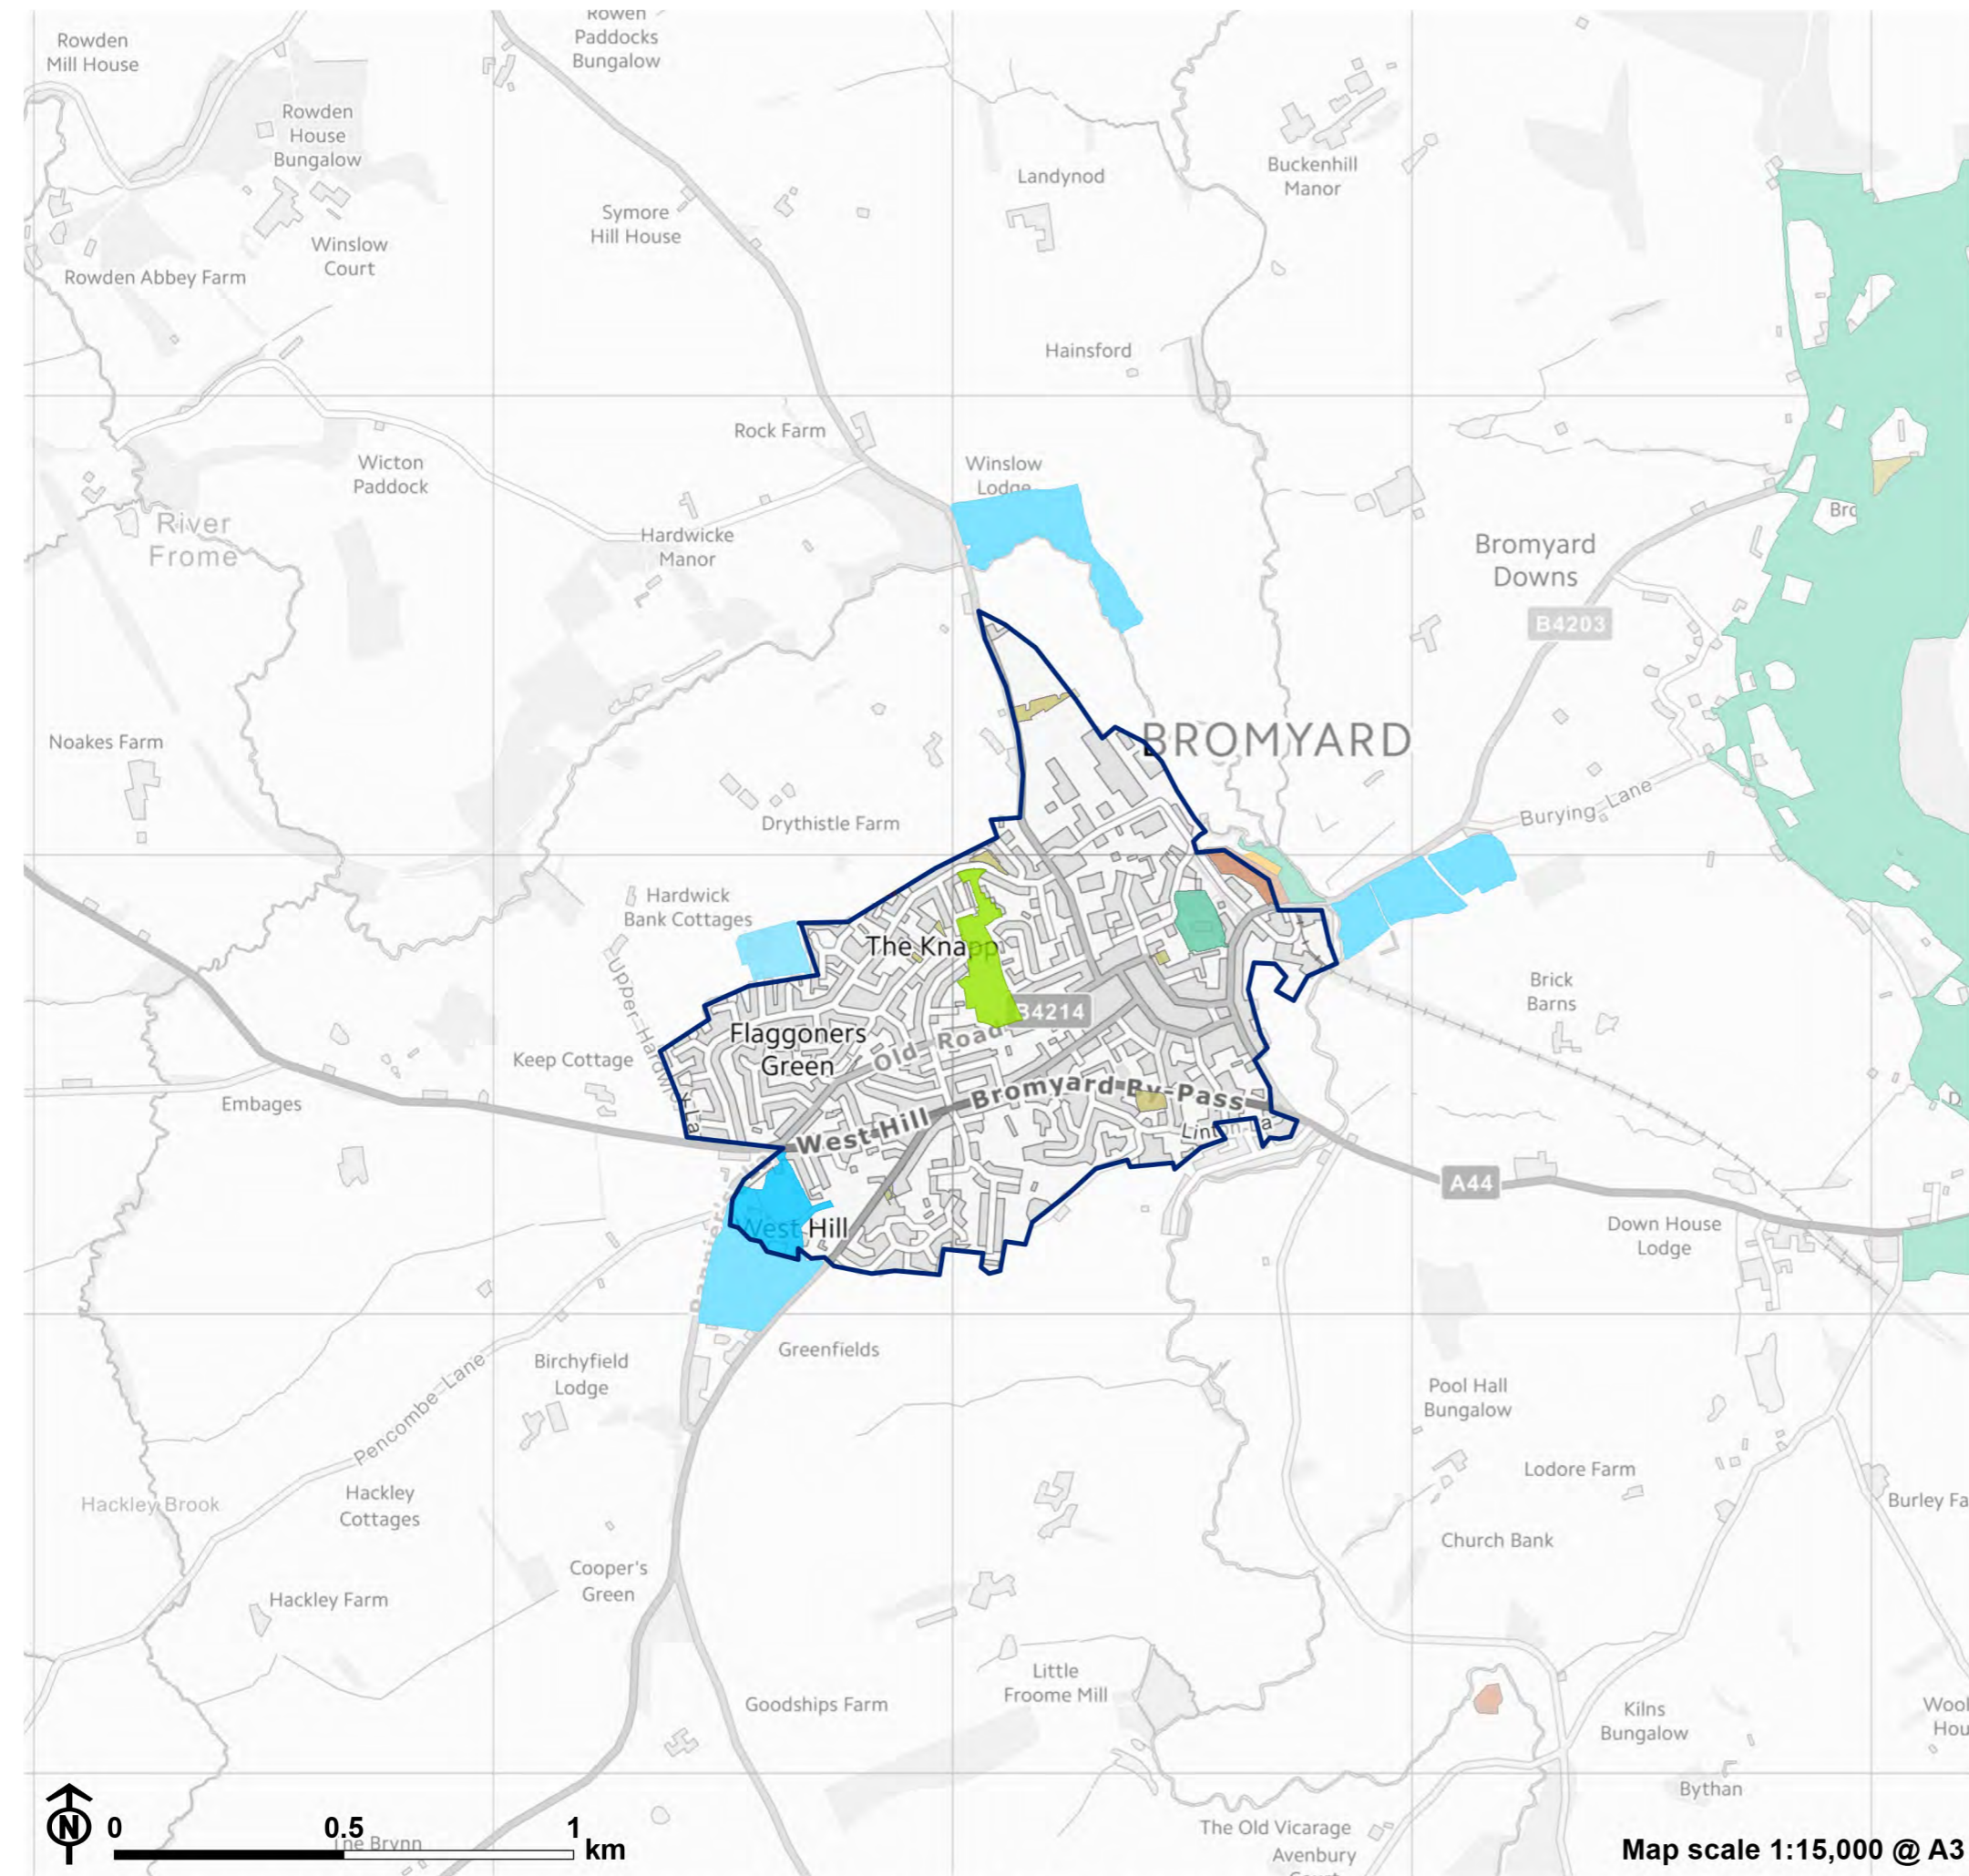 Rowen
Paddocks
Bungalow
Rowden
Mill House
Rowden
House
Bungalow
Landynod
Buckenhill
Manor
Symore
Hill House
Winslow
Court
Rowden Abbey Farm
Hainsford
Rock Farm
Wicton
Paddock
Winslow
Lodge
River
Frome
Hardwicke
Manor
Bro
Bromyard
Downs
B4203
Noakes Farm
BROMYARD
Drythistle Farm
Burying Lane
Hardwick
Bank Cottages
The Knapp
Upper Hardwick La
Brick
Barns
B4214
Flaggoners
Green
Old Road
Keep Cottage
Embages
Bromyard By-Pass
West Hill
Linton La
D
A44
West Hill
Down House
Lodge
Greenfields
Birchyfield
Lodge
Pencombe Lane
Pool Hall
Bungalow
Lodore Farm
Hackley Brook
Hackley
Cottages
Burley Fa
Church Bank
Cooper's
Green
Hackley Farm
Little
Froome Mill
Goodships Farm
Kilns
Bungalow
Wool
Hou
Bythan
The Old Vicarage
Avenbury
Court
N
0 0.5 1 km
The Brynn
Map scale 1:15,000 @ A3